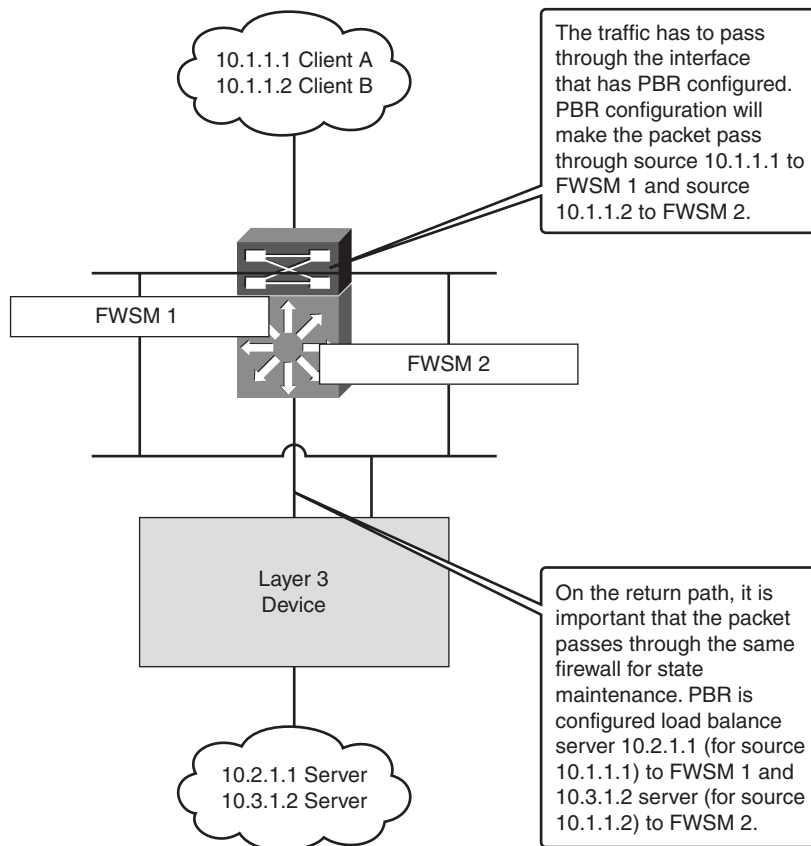 10.1.1.1 Client A
10.1.1.2 Client B
The traffic has to pass
through the interface
that has PBR configured.
PBR configuration will
make the packet pass
through source 10.1.1.1 to
FWSM 1 and source
10.1.1.2 to FWSM 2.
FWSM 1
FWSM 2
Layer 3
Device
On the return path, it is
important that the packet
passes through the same
firewall for state
maintenance. PBR is
configured load balance
server 10.2.1.1 (for source
10.1.1.1) to FWSM 1 and
10.3.1.2 server (for source
10.1.1.2) to FWSM 2.
10.2.1.1 Server
10.3.1.2 Server